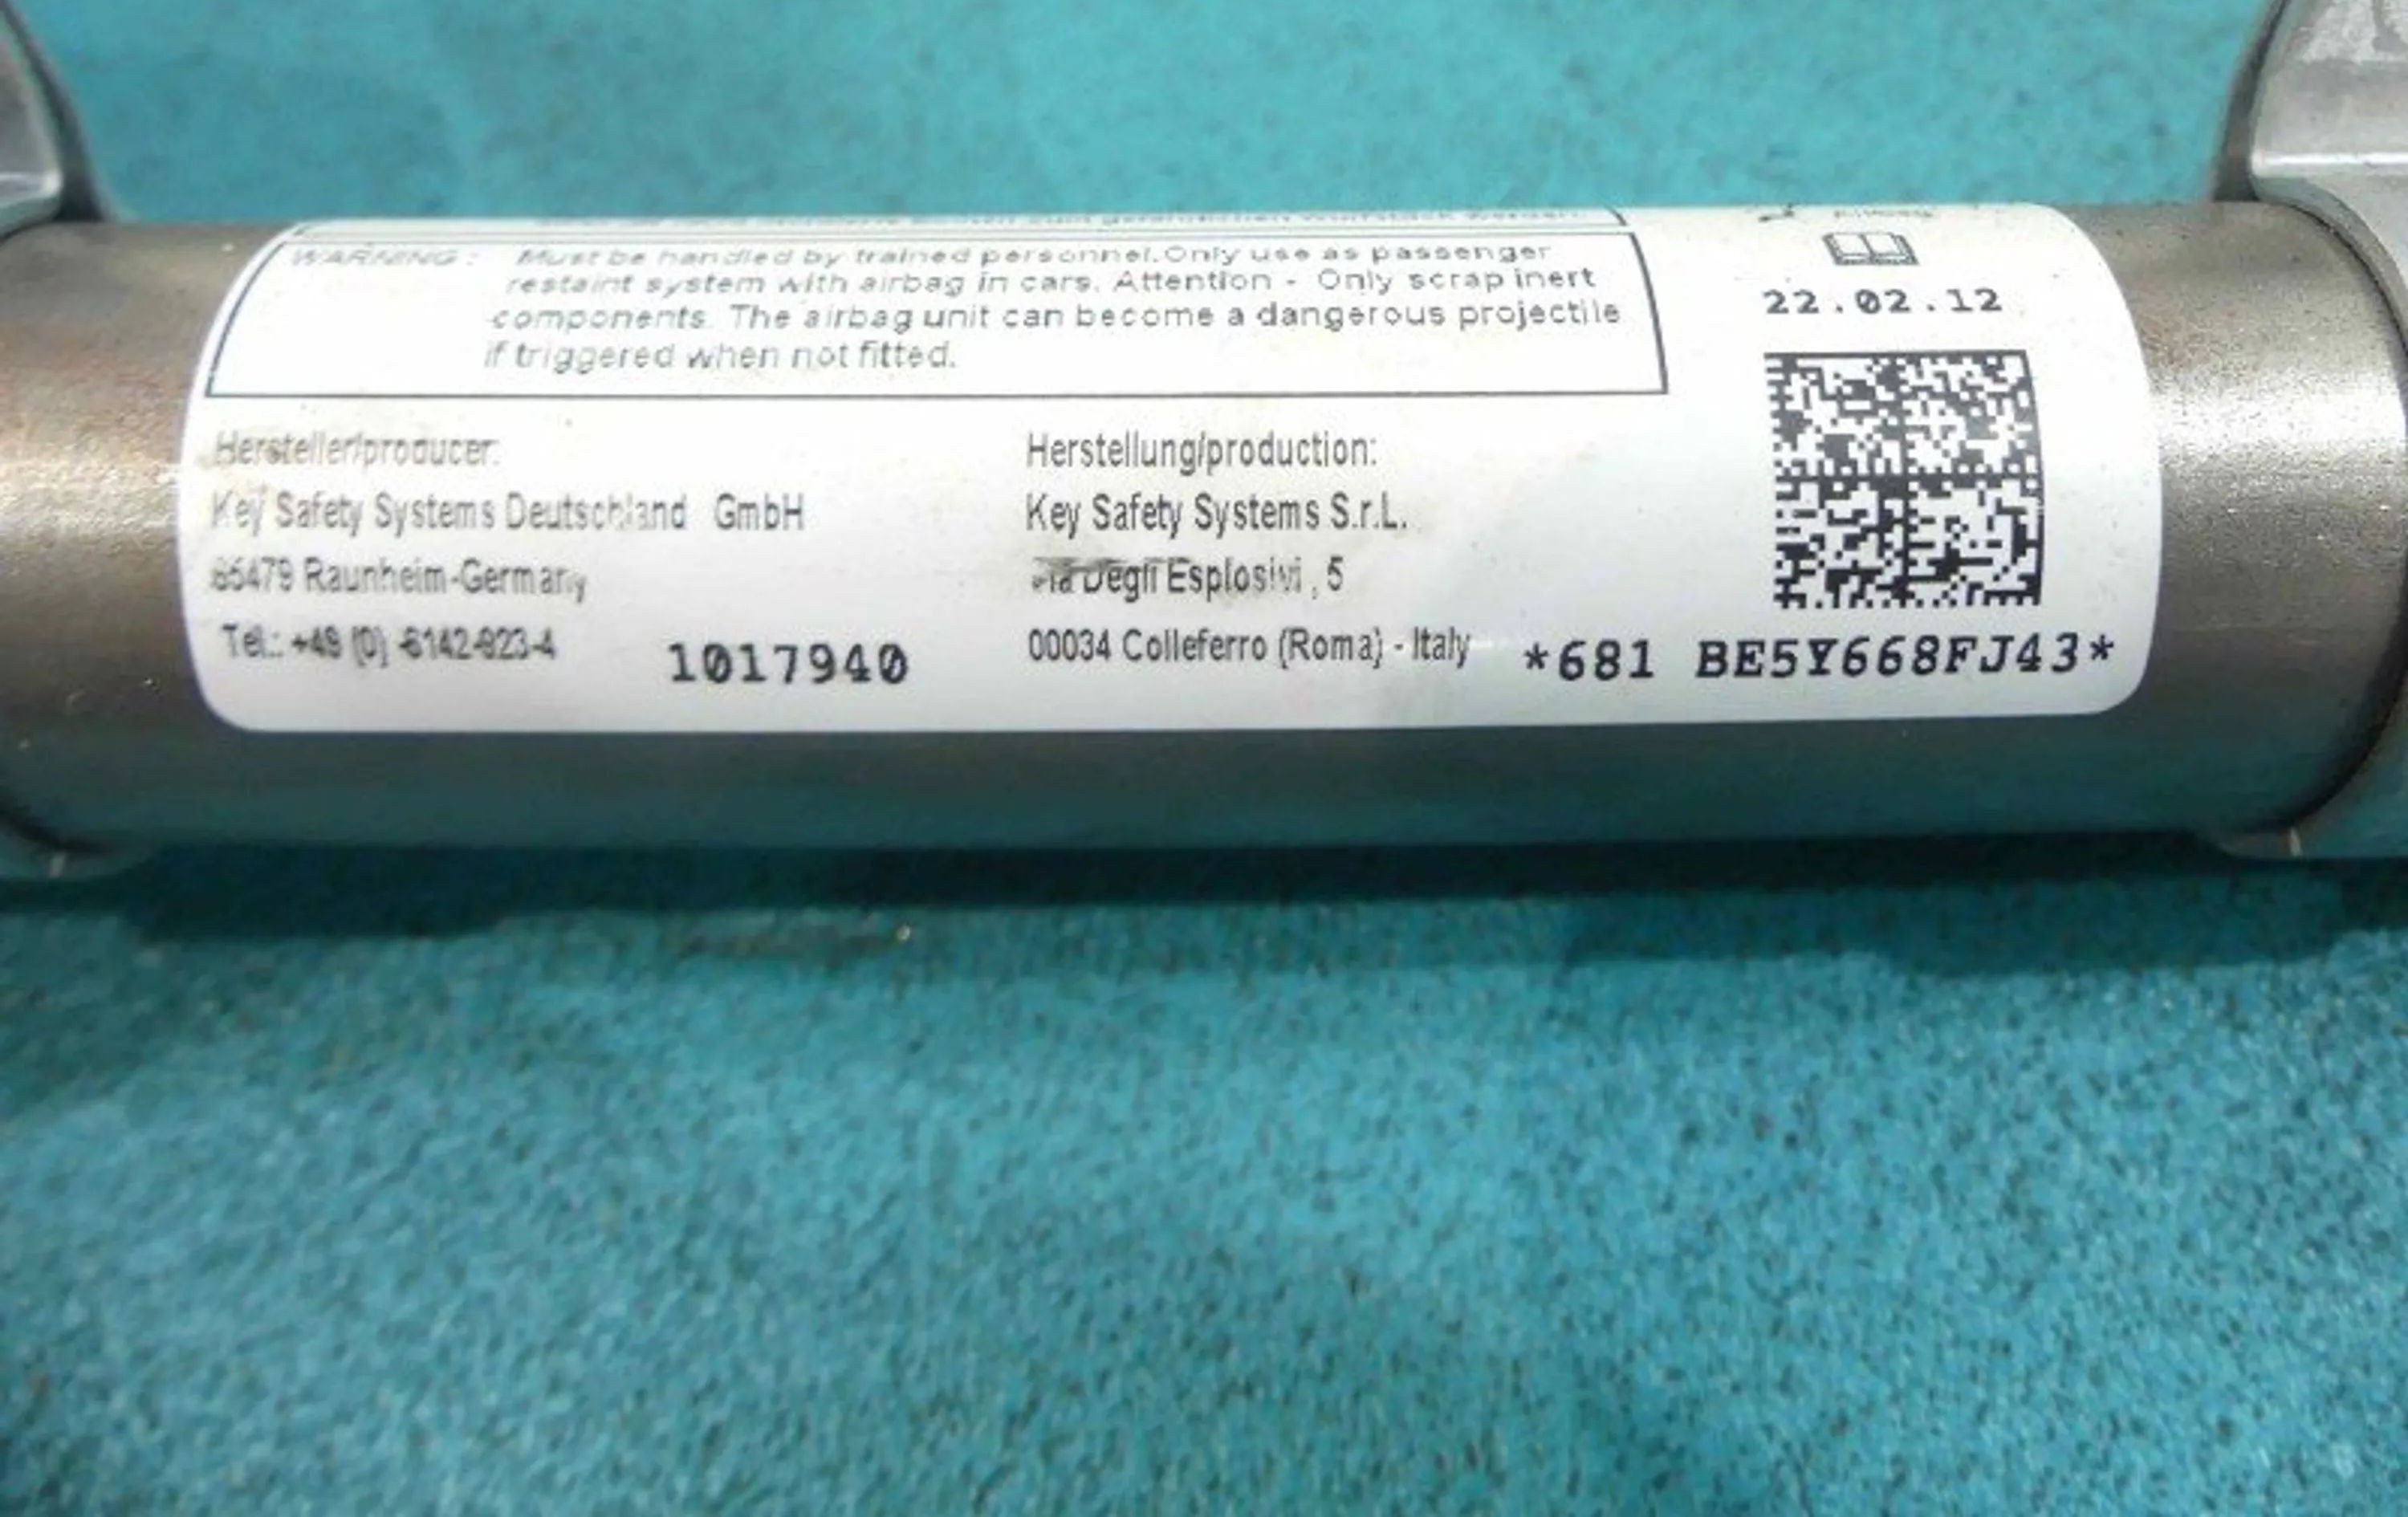 WARNING : Must be handled by trained personnel.Only use as passenger
restaint system with airbag in cars. Attention - Only scrap inert
components. The airbag unit can become a dangerous projectile
if triggered when not fitted.
22.02.12
Hersteller/producer:
Key Safety Systems Deutschland GmbH
65479 Raunheim-Germany
Tel.: +49 (0) -6142-923-4
1017940
Herstellung/production:
Key Safety Systems S.r.L.
Via Degli Esplosivi , 5
00034 Colleferro (Roma) - Italy
*681 BE5Y668FJ43*